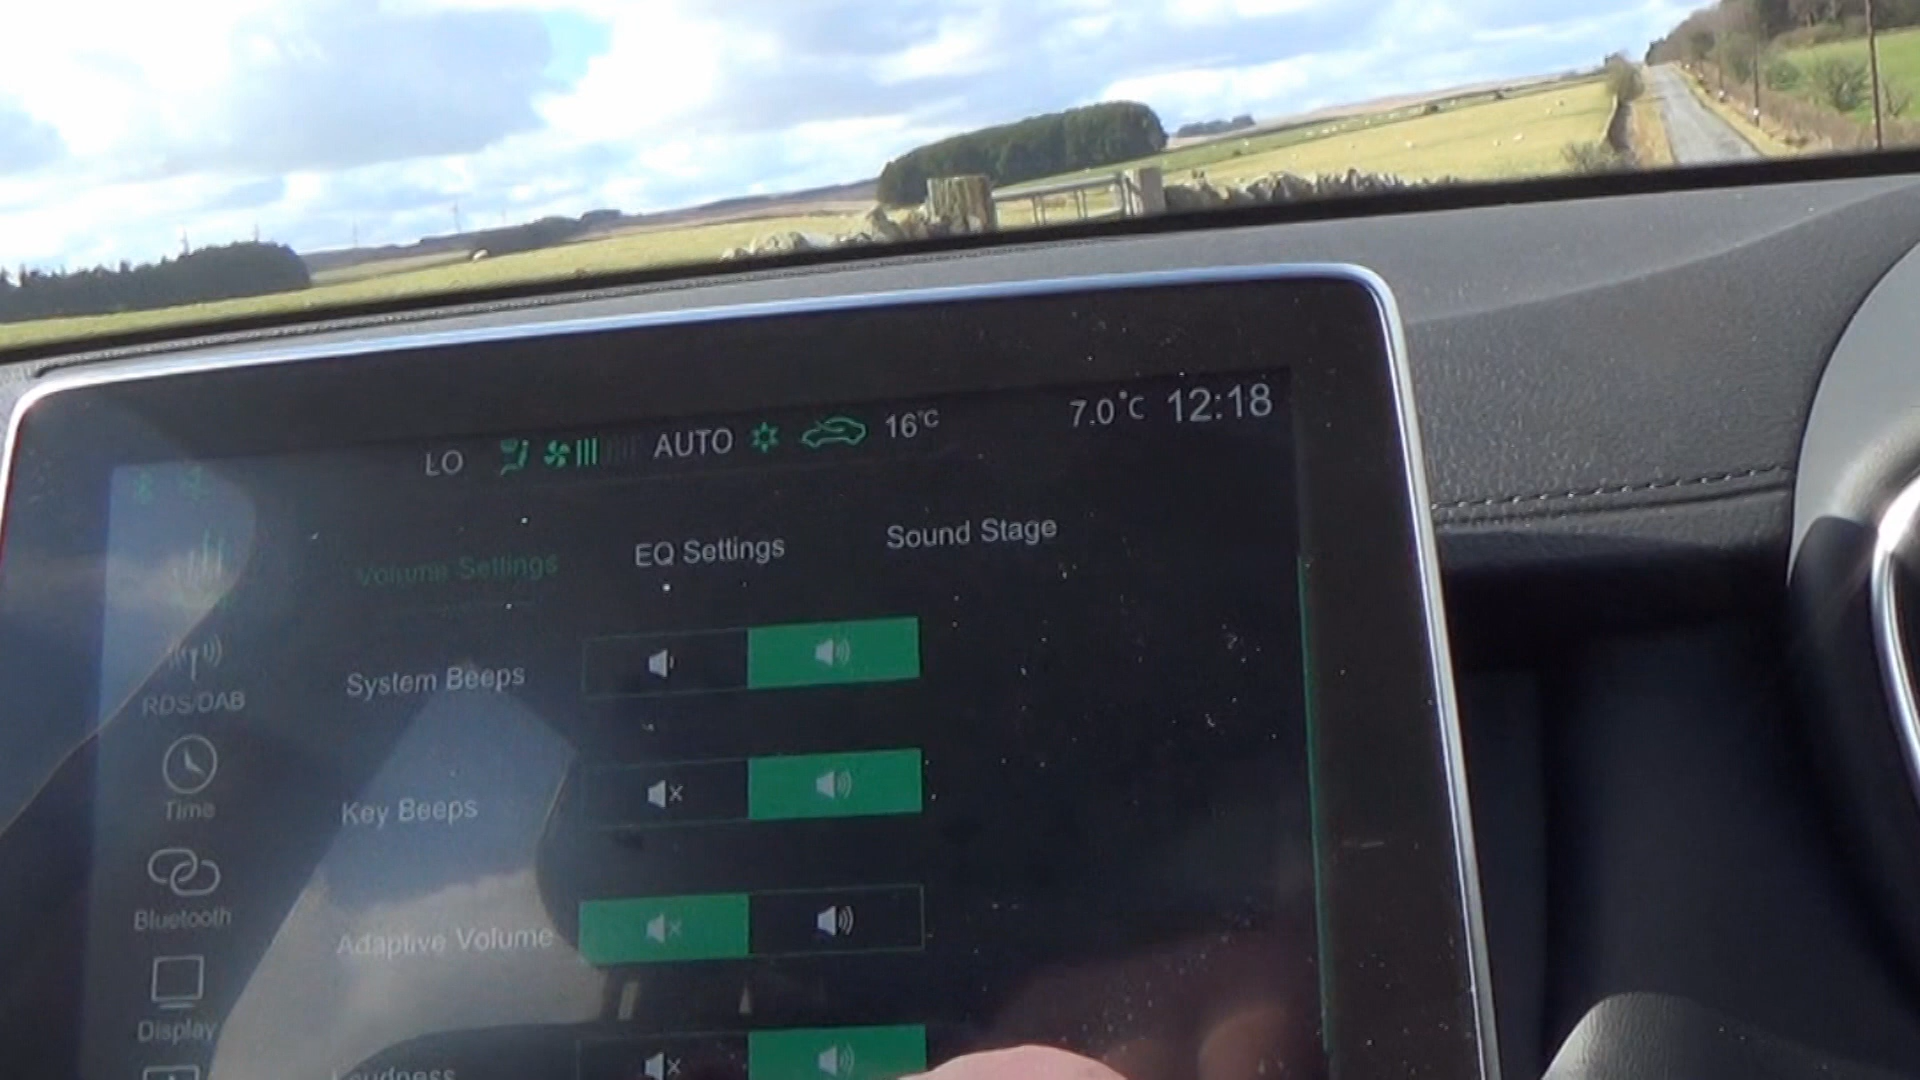 LO AUTO 16°C 7.0°C 12:18
Volume Settings EQ Settings Sound Stage
RDS/DAB
System Beeps
Time
Key Beeps
Bluetooth
Adaptive Volume
Display
Loudness